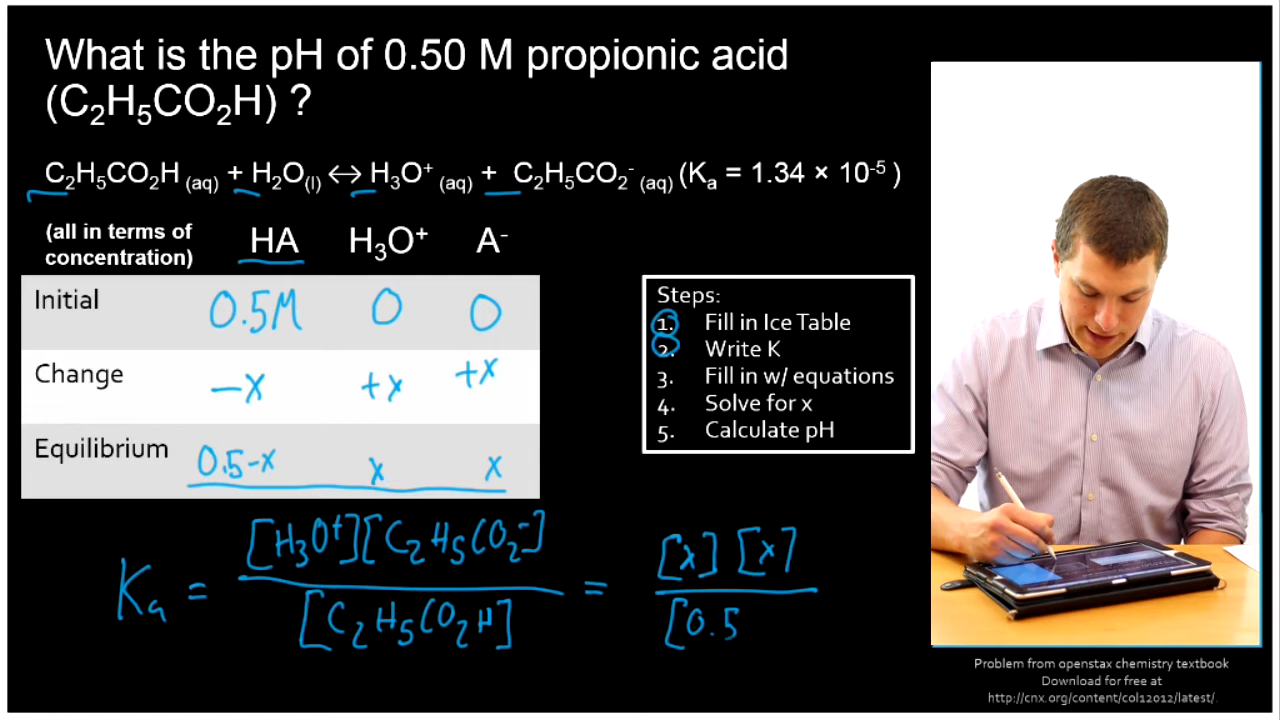 What is the pH of 0.50 M propionic acid
(C₂H₅CO₂H) ?
C₂H₅CO₂H (aq) + H₂O(l) ↔ H₃O⁺ (aq) + C₂H₅CO₂⁻ (aq) (Kₐ = 1.34 × 10⁻⁵ )
(all in terms of
concentration) HA H₃O⁺ A⁻
Initial 0.5M 0 0
Change -x +x +x
Equilibrium 0.5-x x x
Steps:
1. Fill in Ice Table
2. Write K
3. Fill in w/ equations
4. Solve for x
5. Calculate pH
Kₐ = [H₃O⁺][C₂H₅CO₂⁻] = [x] [x]
[C₂H₅CO₂H] [0.5
Problem from openstax chemistry textbook
Download for free at
http://cnx.org/content/col12012/latest/.